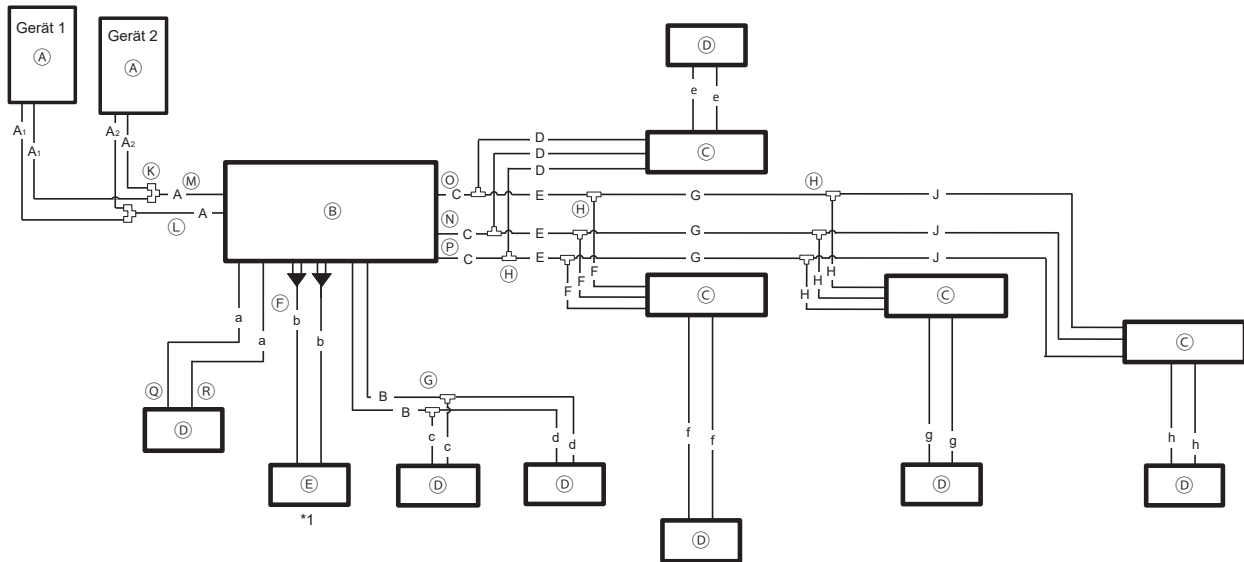 Gerät 1
Ⓐ
Gerät 2
Ⓐ
Ⓓ
e e
A1 A1
A2 A2
Ⓚ Ⓜ
A
A
Ⓛ
Ⓑ
D
D
D
Ⓒ
Ⓞ
C E G Ⓗ J
Ⓗ
Ⓝ
C E G J
Ⓟ
C E G J
Ⓗ
F F F
Ⓒ
H H H
Ⓒ
Ⓒ
a a
Ⓕ
b b
Ⓠ Ⓡ
Ⓓ
Ⓖ
B
B
c c
d d
f f
g g
h h
Ⓔ
*1
Ⓓ
Ⓓ
Ⓓ
Ⓓ
Ⓓ